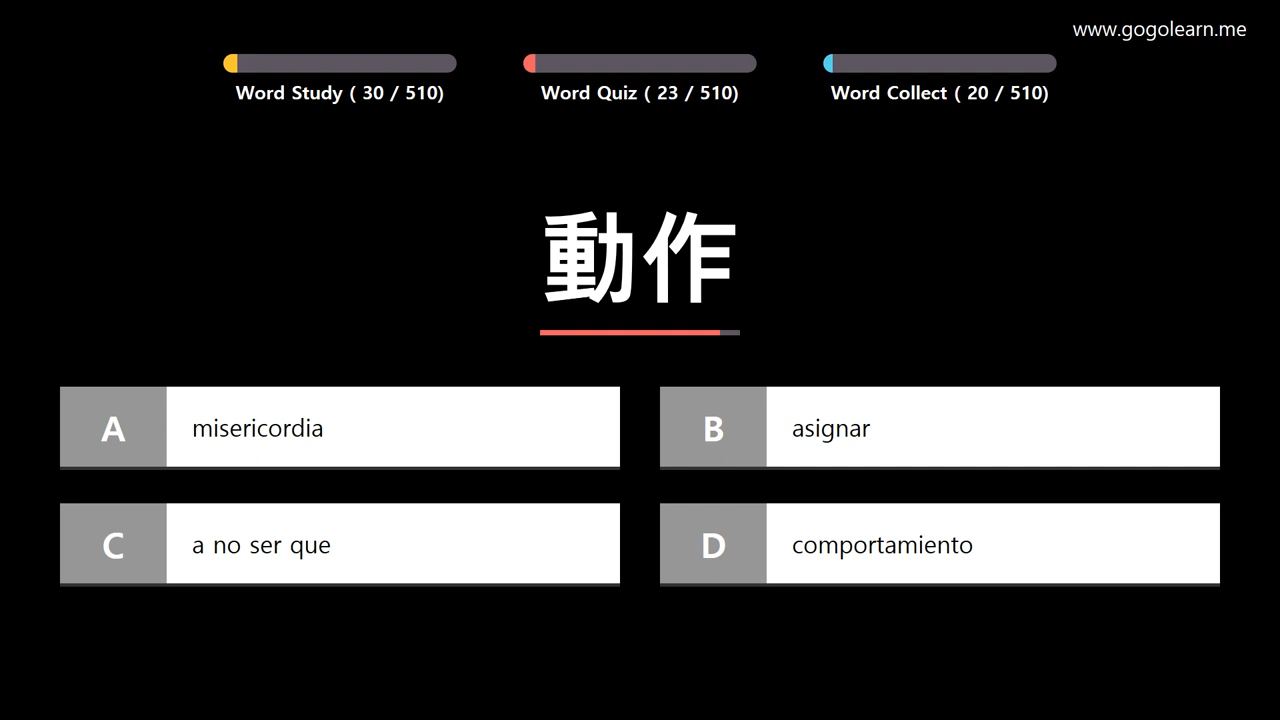 www.gogolearn.me
Word Study ( 30 / 510)
Word Quiz ( 23 / 510)
Word Collect ( 20 / 510)
動作
A misericordia
B asignar
C a no ser que
D comportamiento